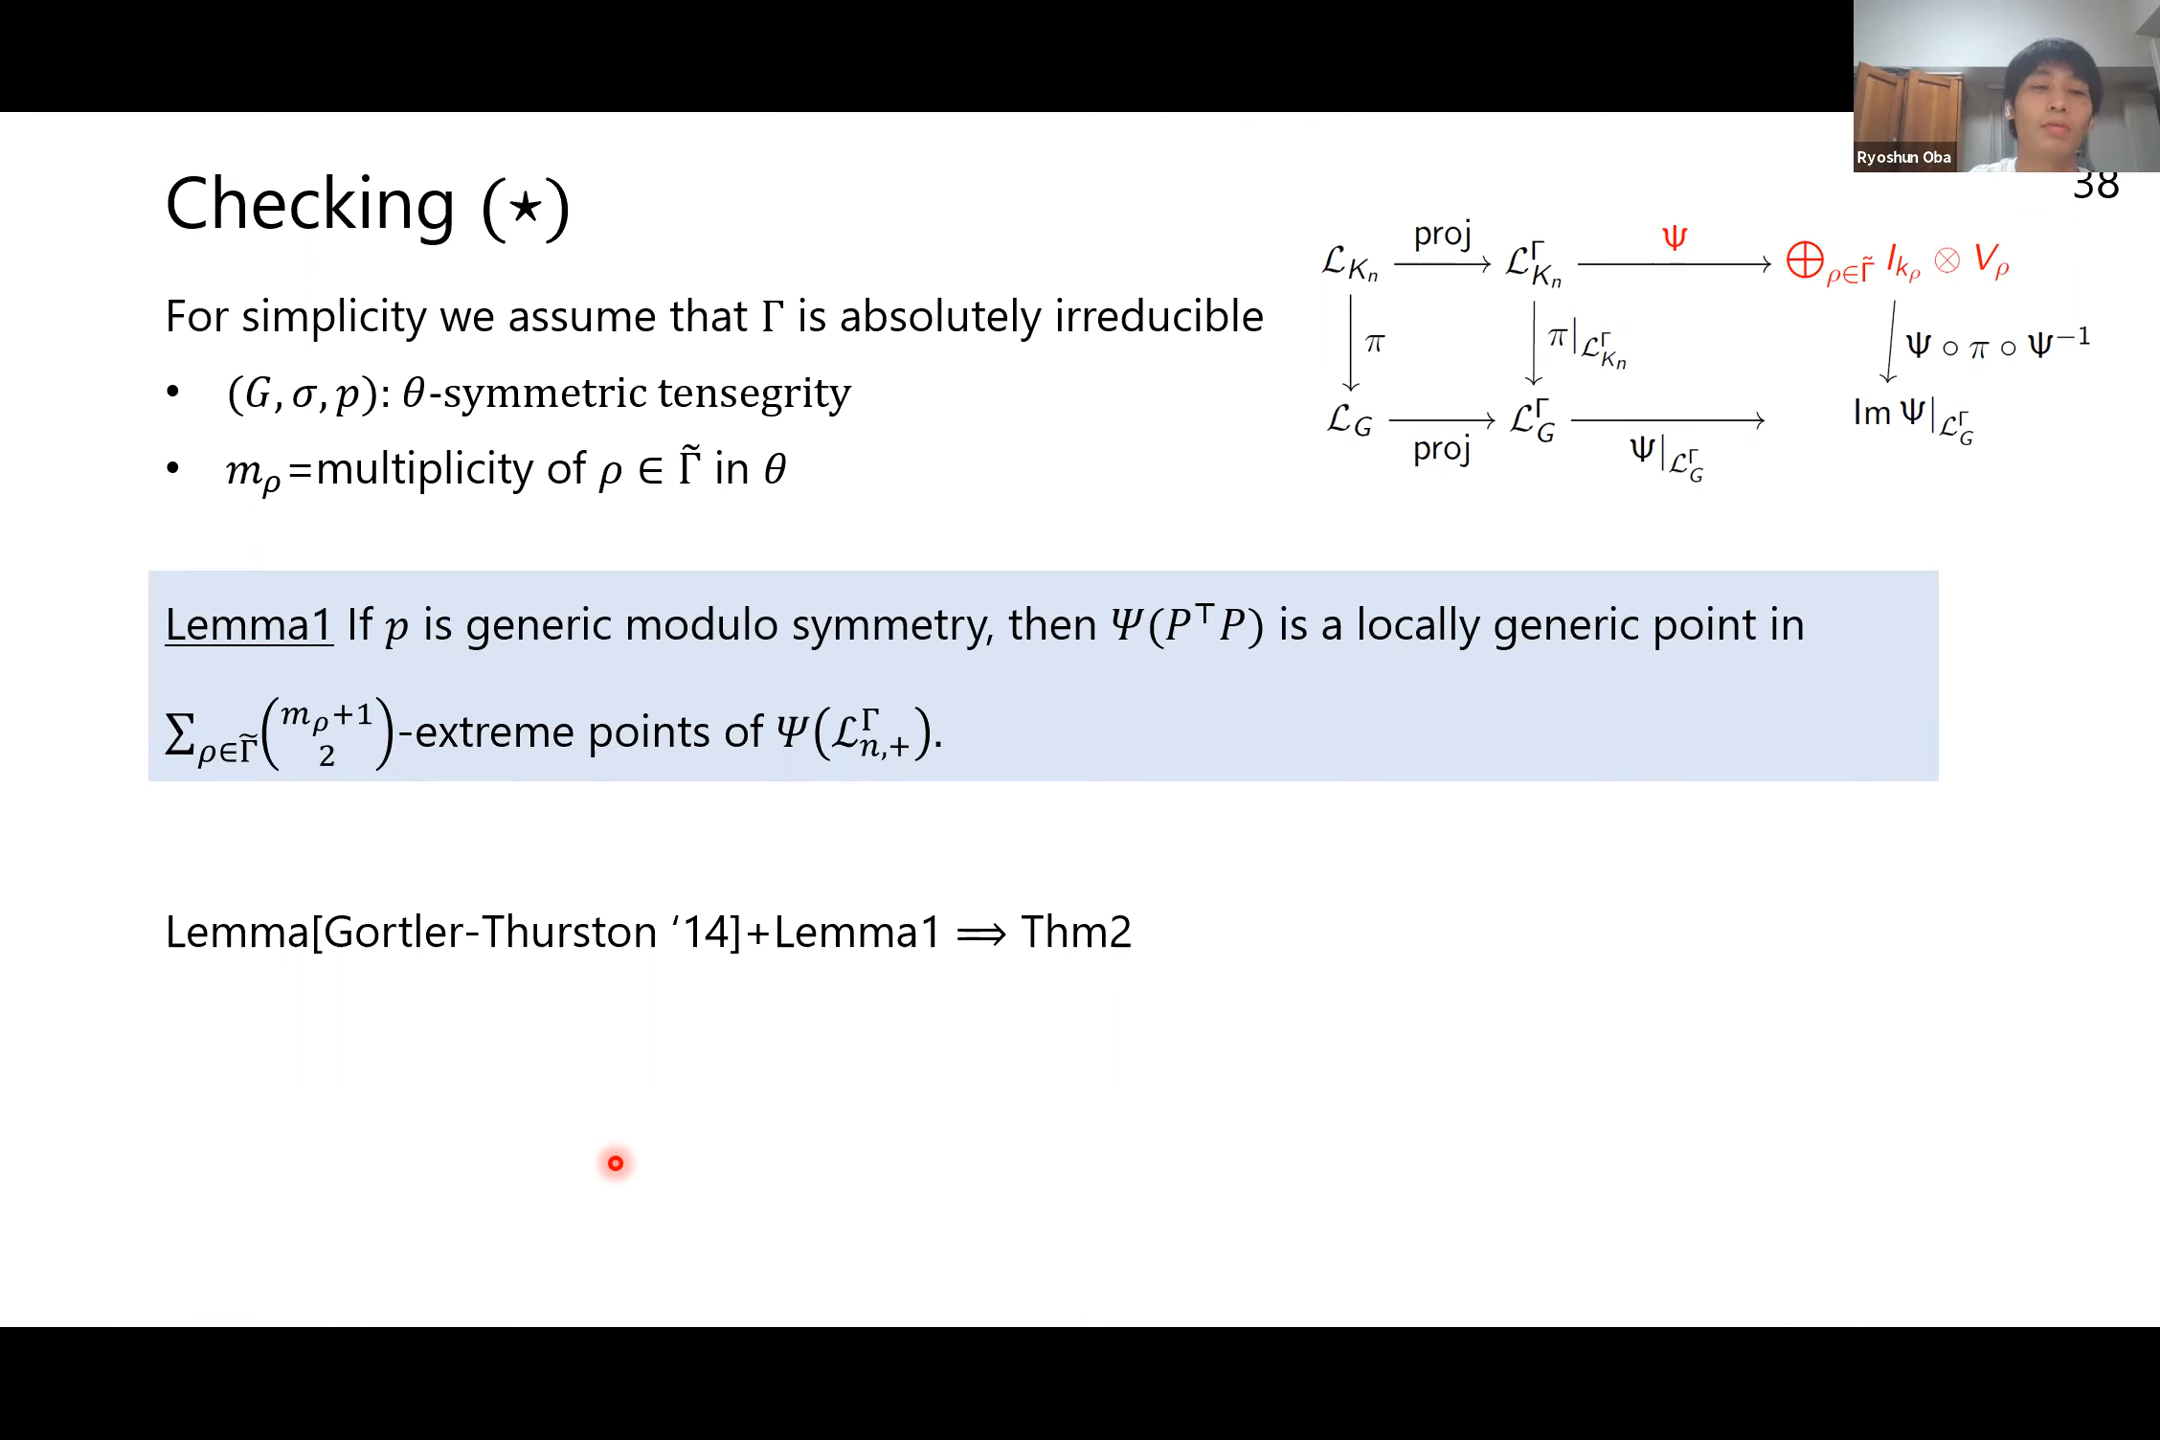 Ryoshun Oba
38
Checking (⋆)
proj
Ψ
ℒ_{K_n} → ℒ^Γ_{K_n} → ⊕_{ρ∈Γ̃} I_{k_ρ} ⊗ V_ρ
For simplicity we assume that Γ is absolutely irreducible
π
π|_{ℒ^Γ_{K_n}}
Ψ ∘ π ∘ Ψ⁻¹
• (G, σ, p): θ-symmetric tensegrity
ℒ_G → ℒ^Γ_G → Im Ψ|_{ℒ^Γ_G}
proj
Ψ|_{ℒ^Γ_G}
• m_ρ=multiplicity of ρ ∈ Γ̃ in θ
Lemma1 If p is generic modulo symmetry, then Ψ(P^⊤P) is a locally generic point in
∑_{ρ∈Γ̃} \binom{m_ρ+1}{2}-extreme points of Ψ(ℒ^Γ_{n,+}).
Lemma[Gortler-Thurston ‘14]+Lemma1 ⟹ Thm2